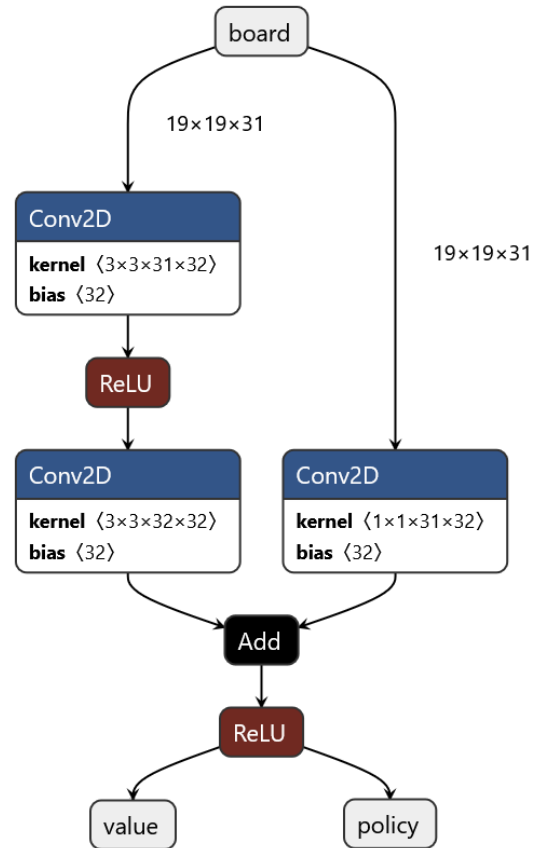 board
19×19×31
Conv2D
kernel 〈3×3×31×32〉
bias 〈32〉
19×19×31
ReLU
Conv2D
kernel 〈3×3×32×32〉
bias 〈32〉
Conv2D
kernel 〈1×1×31×32〉
bias 〈32〉
Add
ReLU
value
policy